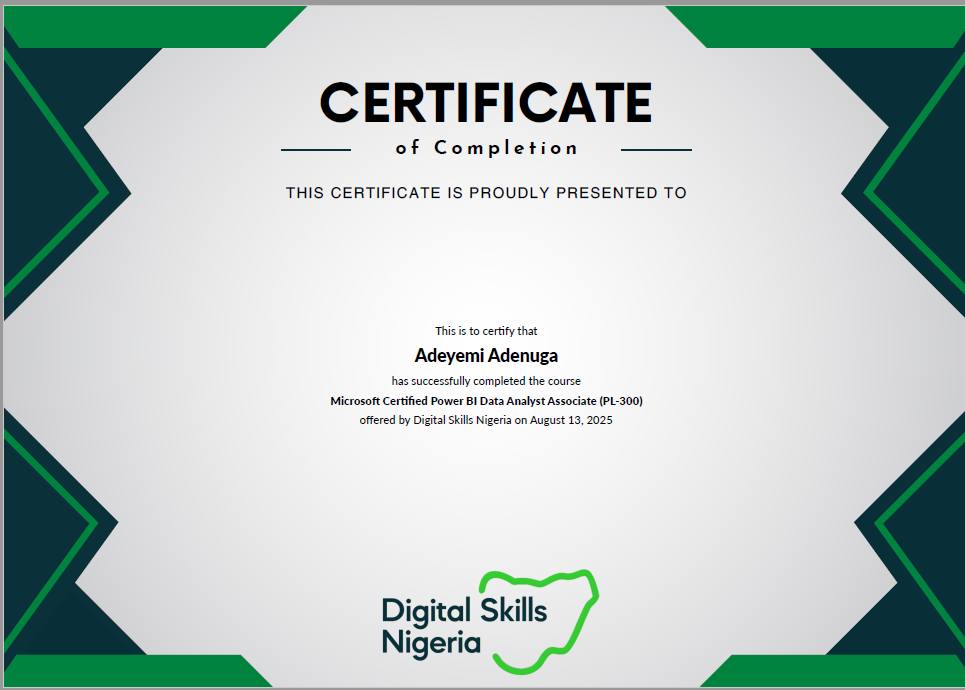 CERTIFICATE
of Completion
THIS CERTIFICATE IS PROUDLY PRESENTED TO
This is to certify that
Adeyemi Adenuga
has successfully completed the course
Microsoft Certified Power BI Data Analyst Associate (PL-300)
offered by Digital Skills Nigeria on August 13, 2025
Digital Skills
Nigeria